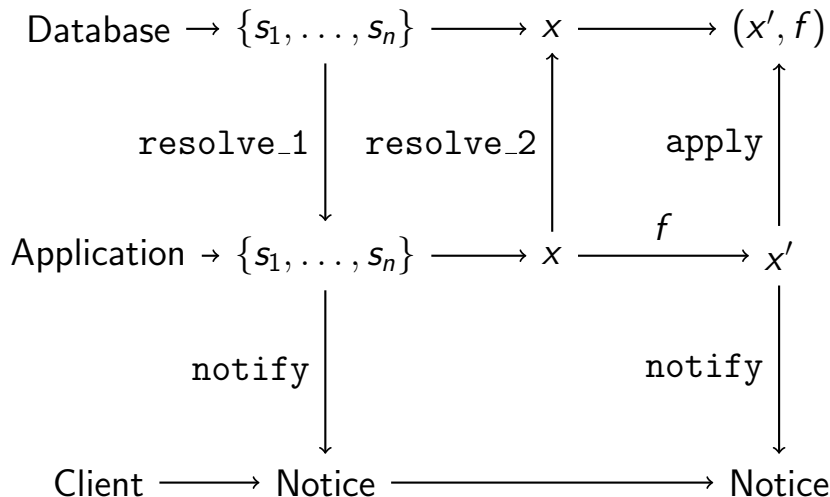 Database → {s₁, . . . , sₙ} → x → (x′, f)
resolve_1 resolve_2 apply
f
Application → {s₁, . . . , sₙ} → x → x′
notify notify
Client → Notice → Notice